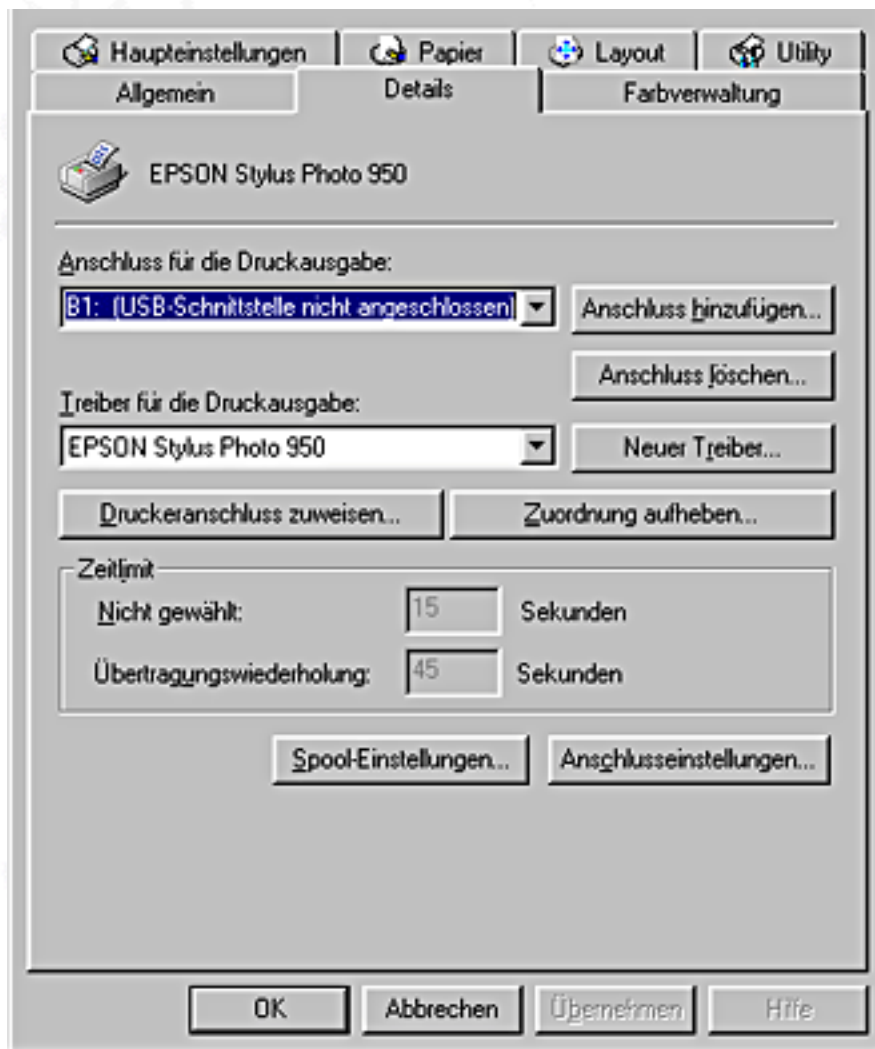 Haupteinstellungen Papier Layout Utility
Allgemein Details Farbverwaltung
EPSON Stylus Photo 950
Anschluss für die Druckausgabe:
B1: (USB-Schnittstelle nicht angeschlossen) Anschluss hinzufügen...
Anschluss löschen...
Treiber für die Druckausgabe:
EPSON Stylus Photo 950 Neuer Treiber...
Druckeranschluss zuweisen... Zuordnung aufheben...
Zeitlimit
Nicht gewählt: 15 Sekunden
Übertragungswiederholung: 45 Sekunden
Spool-Einstellungen... Anschlusseinstellungen...
OK Abbrechen Übernehmen Hilfe